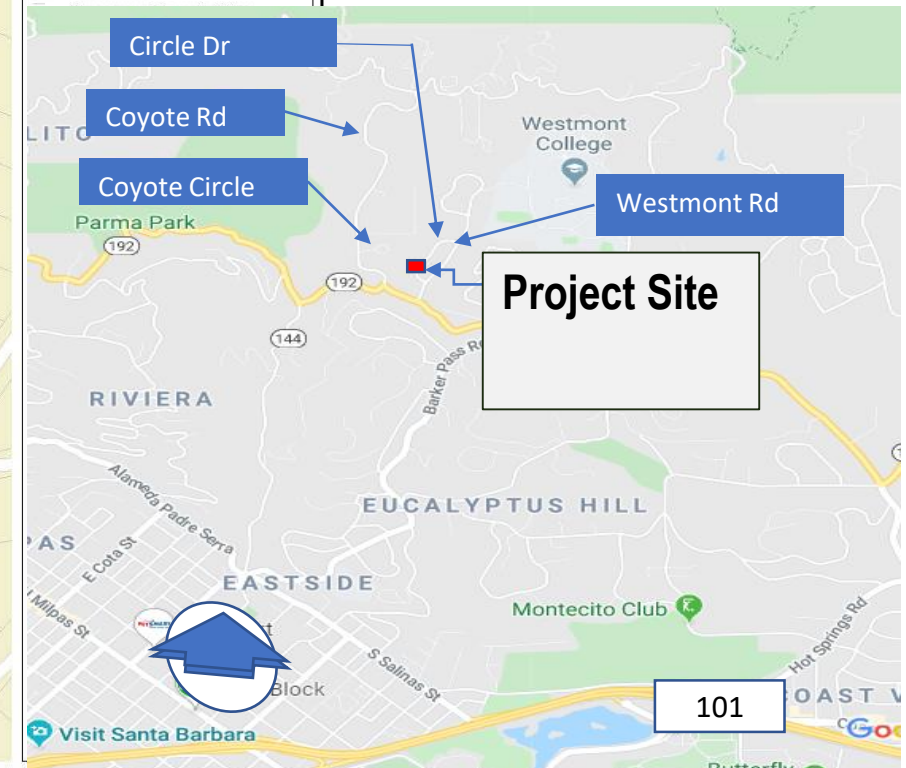 Circle Dr
LITO
Coyote Rd
Westmont
College
Coyote Circle
Westmont Rd
Parma Park
192
192
Project Site
144
Barker Pass R
RIVIERA
EUCALYPTUS HILL
Alameda Padre Serra
PAS
E Cota St
EASTSIDE
Milpas St
Montecito Club
Hot Springs Rd
S Salinas St
Block
101
OAST V
Visit Santa Barbara
Goo
Butterfly